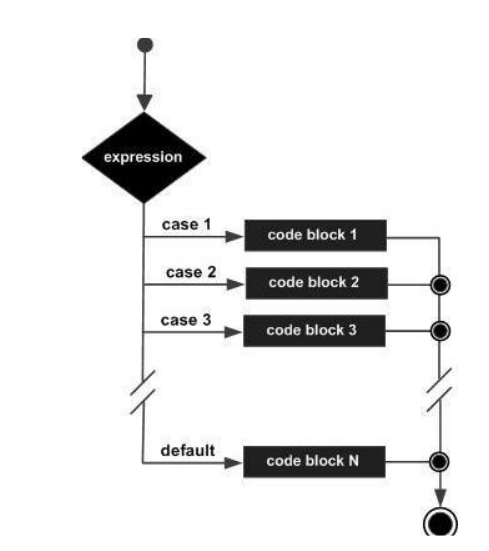 expression
case 1
code block 1
case 2
code block 2
case 3
code block 3
default
code block N